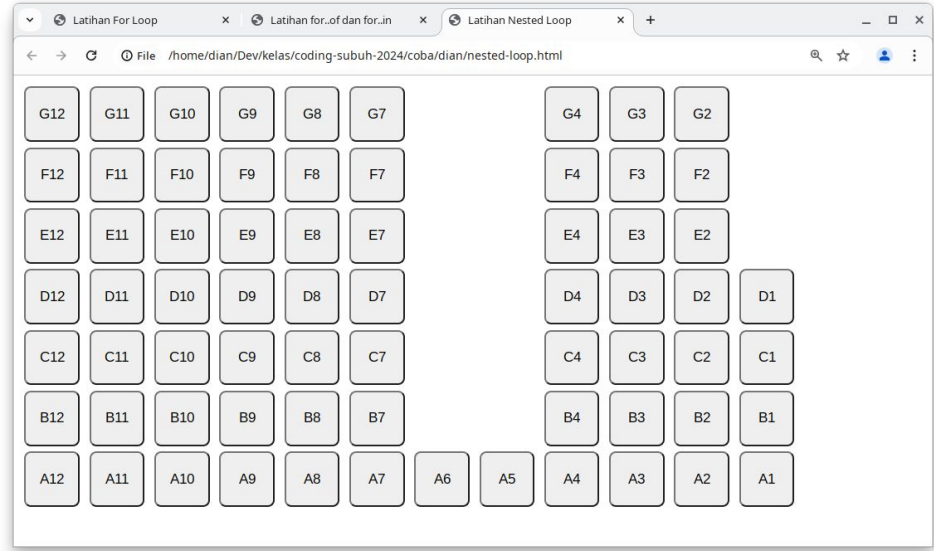 Latihan For Loop Latihan for..of dan for..in Latihan Nested Loop
File /home/dian/Dev/kelas/coding-subuh-2024/coba/dian/nested-loop.html
G12 G11 G10 G9 G8 G7 G4 G3 G2
F12 F11 F10 F9 F8 F7 F4 F3 F2
E12 E11 E10 E9 E8 E7 E4 E3 E2
D12 D11 D10 D9 D8 D7 D4 D3 D2 D1
C12 C11 C10 C9 C8 C7 C4 C3 C2 C1
B12 B11 B10 B9 B8 B7 B4 B3 B2 B1
A12 A11 A10 A9 A8 A7 A6 A5 A4 A3 A2 A1